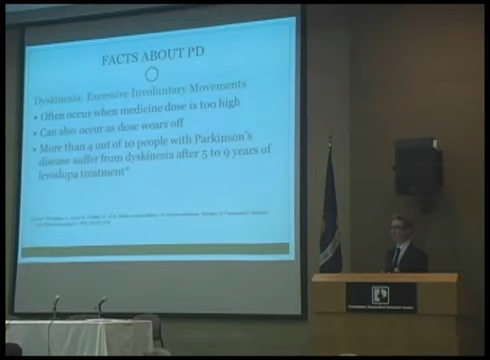 FACTS ABOUT PD
Dyskinesia: Excessive Involuntary Movements
• Often occur when medicine dose is too high
• Can also occur as dose wears off
• More than 4 out of 10 people with Parkinson's
disease suffer from dyskinesia after 5 to 9 years of
levodopa treatment*